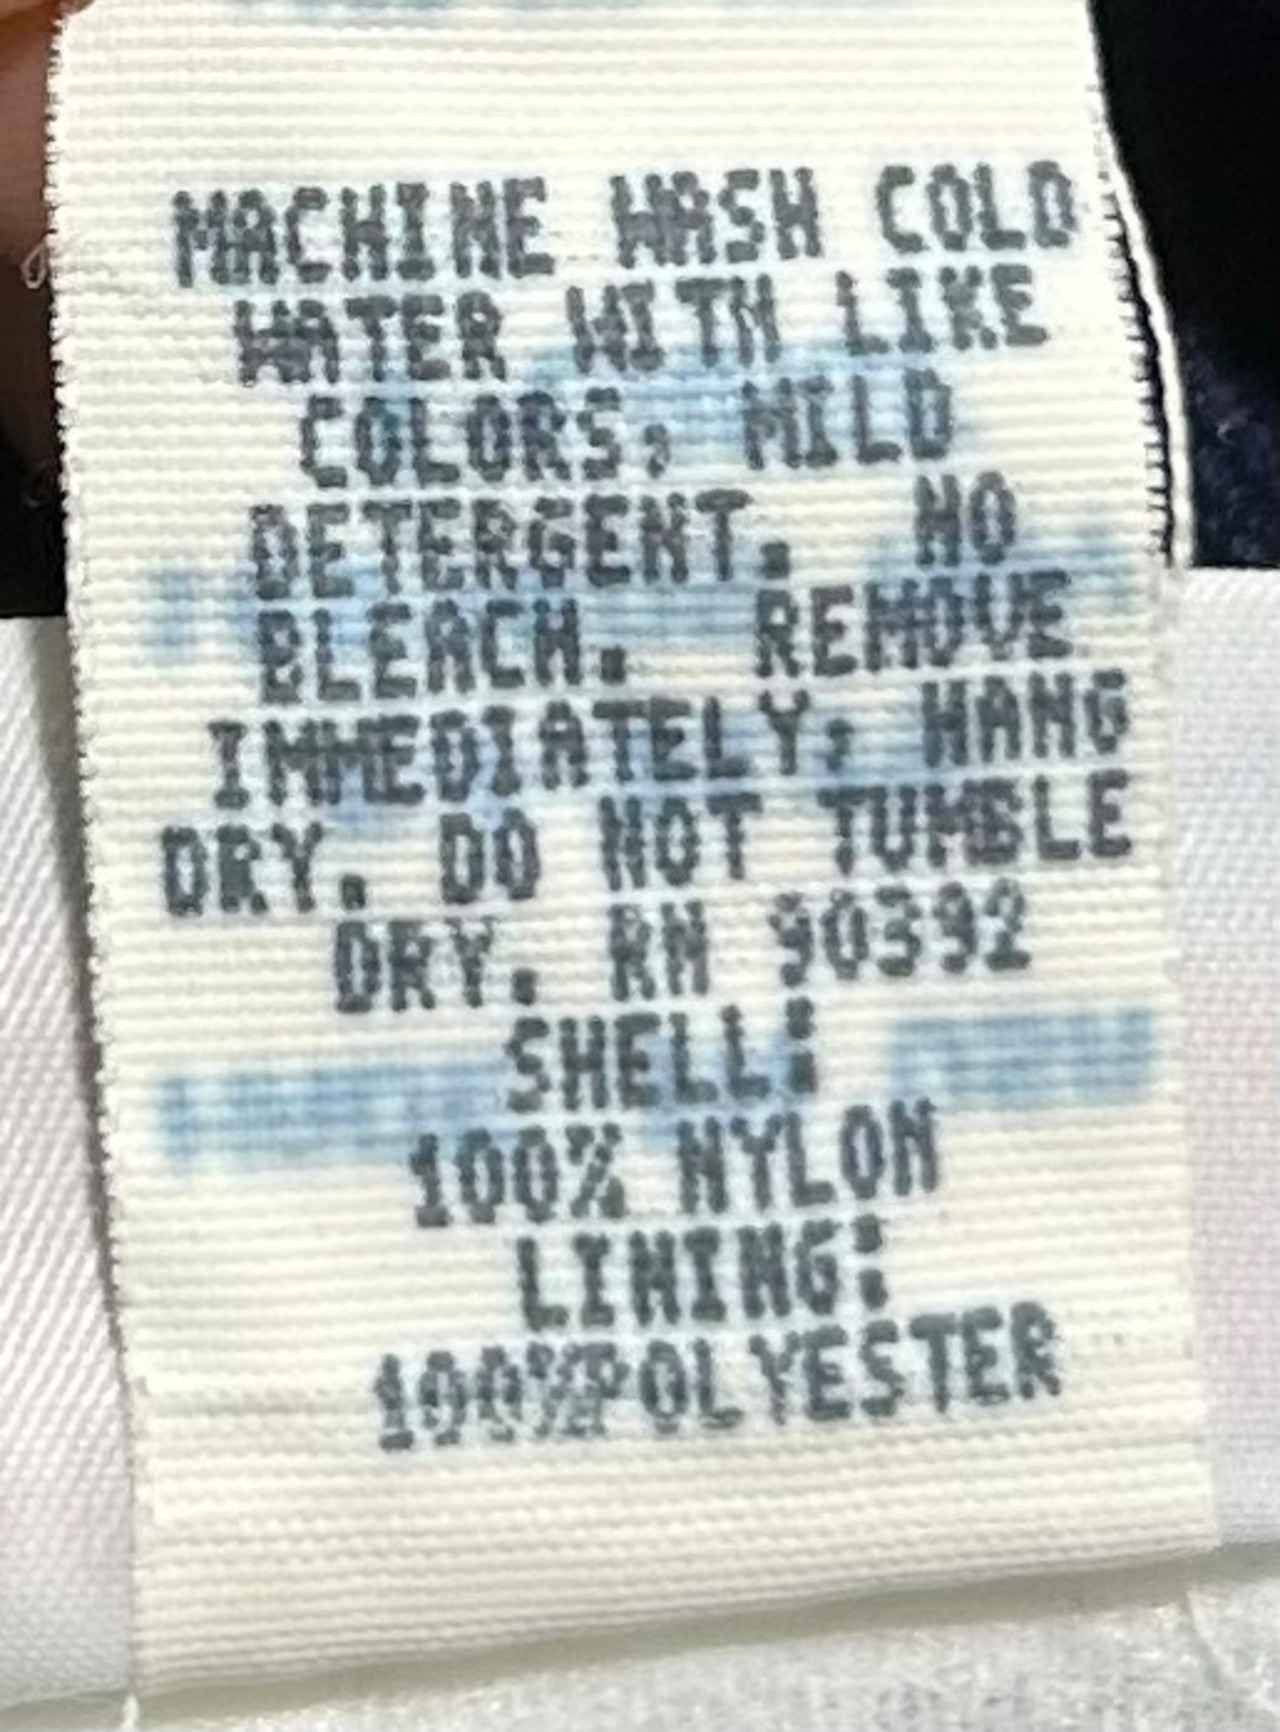 MACHINE WASH COLD
WATER WITH LIKE
COLORS, MILD
DETERGENT. NO
BLEACH. REMOVE
IMMEDIATELY, HANG
DRY. DO NOT TUMBLE
DRY. RN 90392
SHELL:
100% NYLON
LINING:
100%POLYESTER